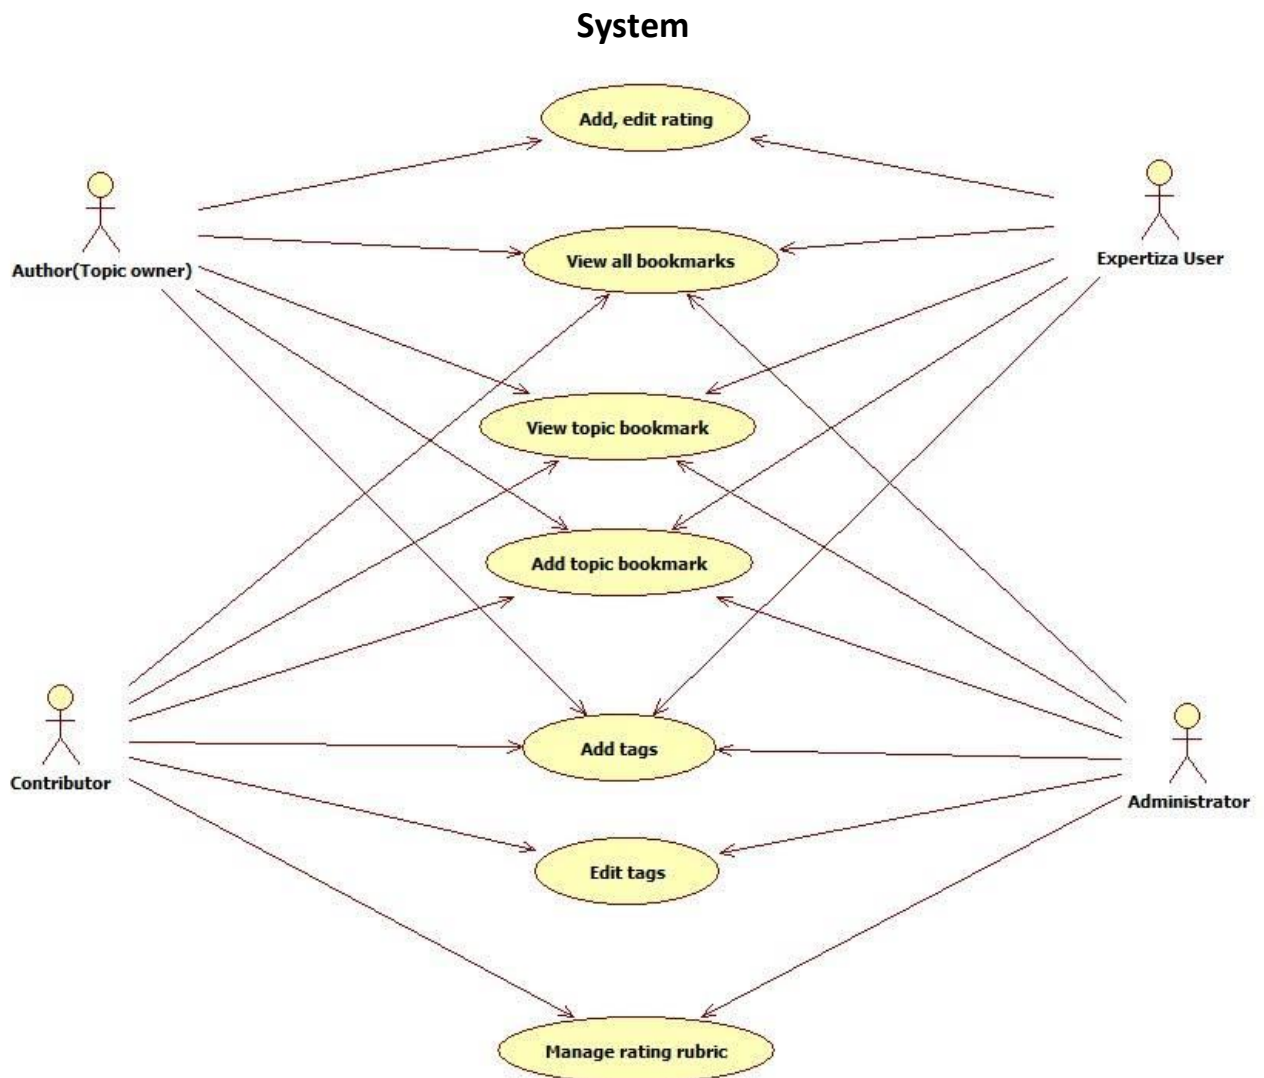 System
Add, edit rating
Author(Topic owner)
View all bookmarks
Expertiza User
View topic bookmark
Add topic bookmark
Add tags
Contributor
Administrator
Edit tags
Manage rating rubric